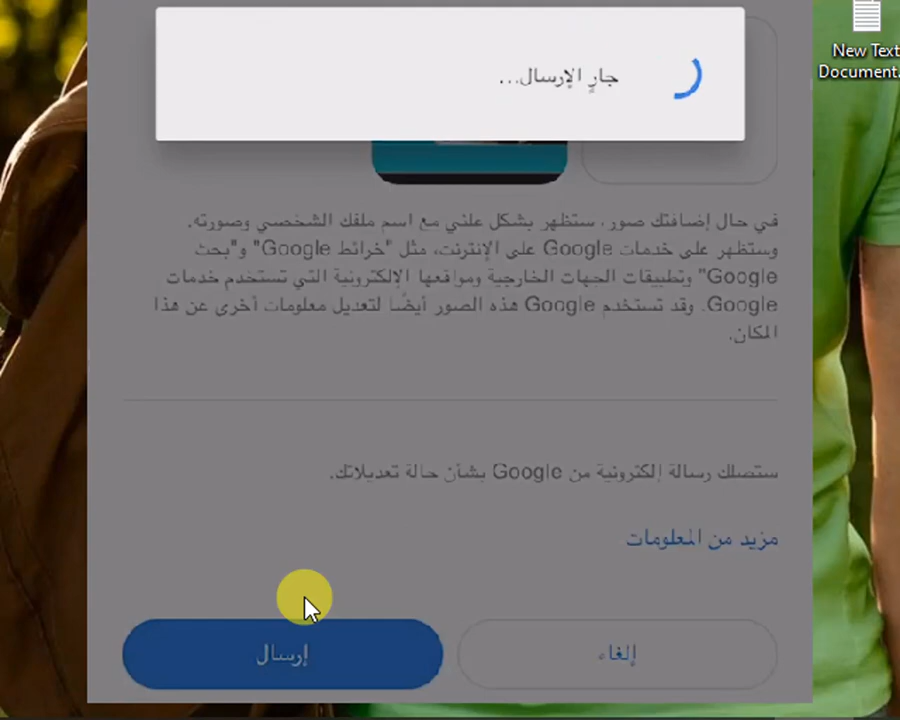 جارٍ الإرسال...
New Text
Document.
في حال إضافتك صور، ستظهر بشكل علني مع اسم ملفك الشخصي وصورته.
وستظهر على خدمات Google على الإنترنت، مثل "خرائط Google" و"بحث
Google" وتطبيقات الجهات الخارجية ومواقعها الإلكترونية التي تستخدم خدمات
Google. وقد تستخدم Google هذه الصور أيضًا لتعديل معلومات أخرى عن هذا
المكان.
ستصلك رسالة إلكترونية من Google بشأن حالة تعديلاتك.
مزيد من المعلومات
إلغاء
إرسال